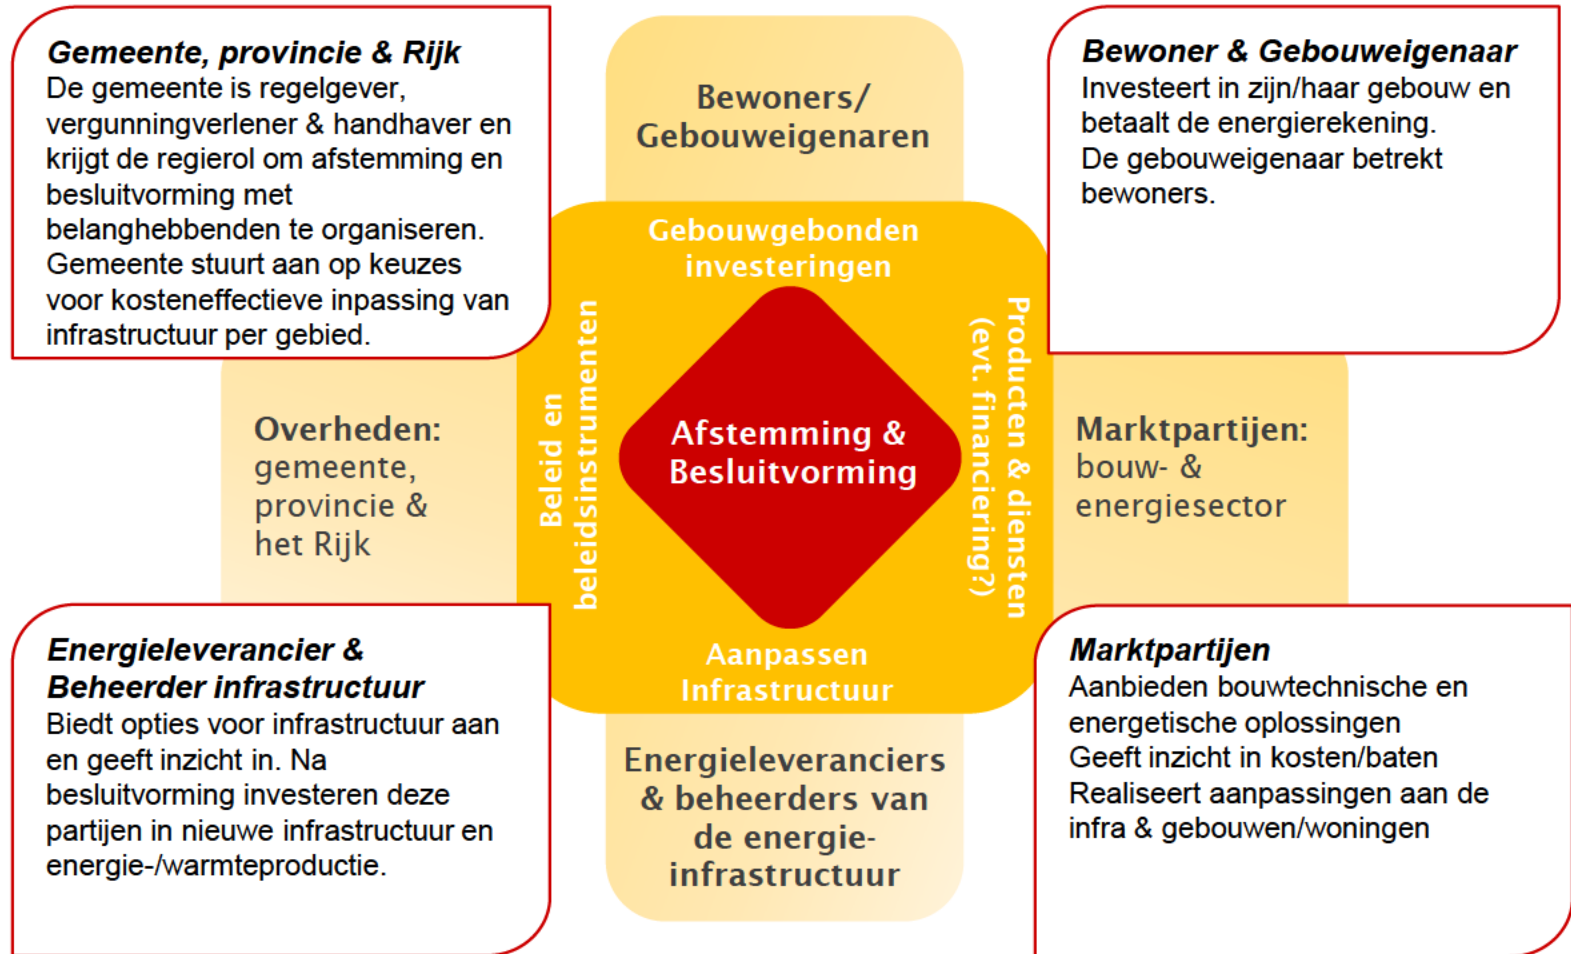 Gemeente, provincie & Rijk
De gemeente is regelgever,
vergunningverlener & handhaver en
krijgt de regierol om afstemming en
besluitvorming met
belanghebbenden te organiseren.
Gemeente stuurt aan op keuzes
voor kosteneffectieve inpassing van
infrastructuur per gebied.
Bewoners/
Gebouweigenaren
Bewoner & Gebouweigenaar
Investeert in zijn/haar gebouw en
betaalt de energierekening.
De gebouweigenaar betrekt
bewoners.
Gebouwgebonden
investeringen
Overheden:
gemeente,
provincie &
het Rijk
Beleid en
beleidsinstrumenten
Afstemming &
Besluitvorming
Producten & diensten
(evt. financiering?)
Marktpartijen:
bouw- &
energiesector
Aanpassen
Infrastructuur
Energieleverancier &
Beheerder infrastructuur
Biedt opties voor infrastructuur aan
en geeft inzicht in. Na
besluitvorming investeren deze
partijen in nieuwe infrastructuur en
energie-/warmteproductie.
Energieleveranciers
& beheerders van
de energie-
infrastructuur
Marktpartijen
Aanbieden bouwtechnische en
energetische oplossingen
Geeft inzicht in kosten/baten
Realiseert aanpassingen aan de
infra & gebouwen/woningen